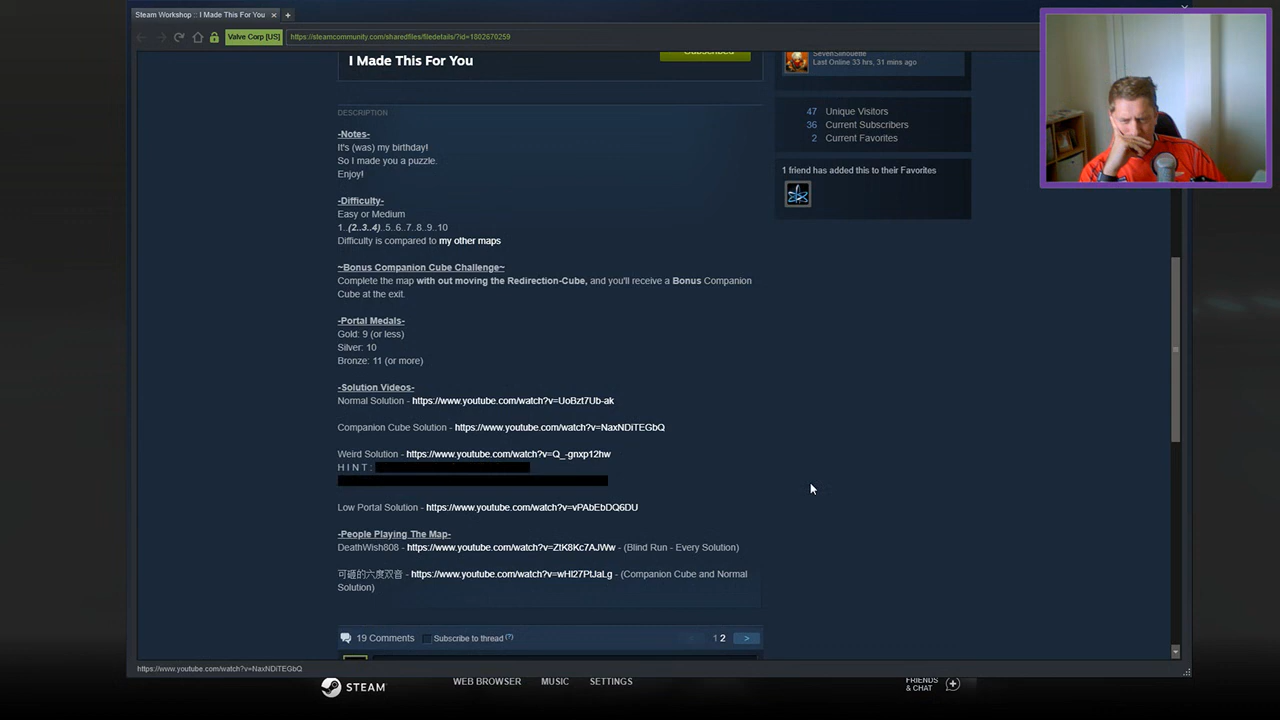 Steam Workshop :: I Made This For You
Valve Corp [US]
https://steamcommunity.com/sharedfiles/filedetails/?id=1802670259
I Made This For You
Subscribed
SevenSilhouette
Last Online 33 hrs, 31 mins ago
47 Unique Visitors
36 Current Subscribers
2 Current Favorites
1 friend has added this to their Favorites
DESCRIPTION
-Notes-
It's (was) my birthday!
So I made you a puzzle.
Enjoy!
-Difficulty-
Easy or Medium
1..(2..3..4)..5..6..7..8..9..10
Difficulty is compared to my other maps
~Bonus Companion Cube Challenge~
Complete the map with out moving the Redirection-Cube, and you'll receive a Bonus Companion
Cube at the exit.
-Portal Medals-
Gold: 9 (or less)
Silver: 10
Bronze: 11 (or more)
-Solution Videos-
Normal Solution - https://www.youtube.com/watch?v=UoBzt7Ub-ak
Companion Cube Solution - https://www.youtube.com/watch?v=NaxNDiTEGbQ
Weird Solution - https://www.youtube.com/watch?v=Q_-gnxp12hw
H I N T :
Low Portal Solution - https://www.youtube.com/watch?v=vPAbEbDQ6DU
-People Playing The Map-
DeathWish808 - https://www.youtube.com/watch?v=ZtK8Kc7AJWw - (Blind Run - Every Solution)
可砸的六度双音 - https://www.youtube.com/watch?v=wHI27PIJaLg - (Companion Cube and Normal
Solution)
19 Comments
Subscribe to thread (?)
< 1 2 >
https://www.youtube.com/watch?v=NaxNDiTEGbQ
STEAM
WEB BROWSER
MUSIC
SETTINGS
FRIENDS
& CHAT